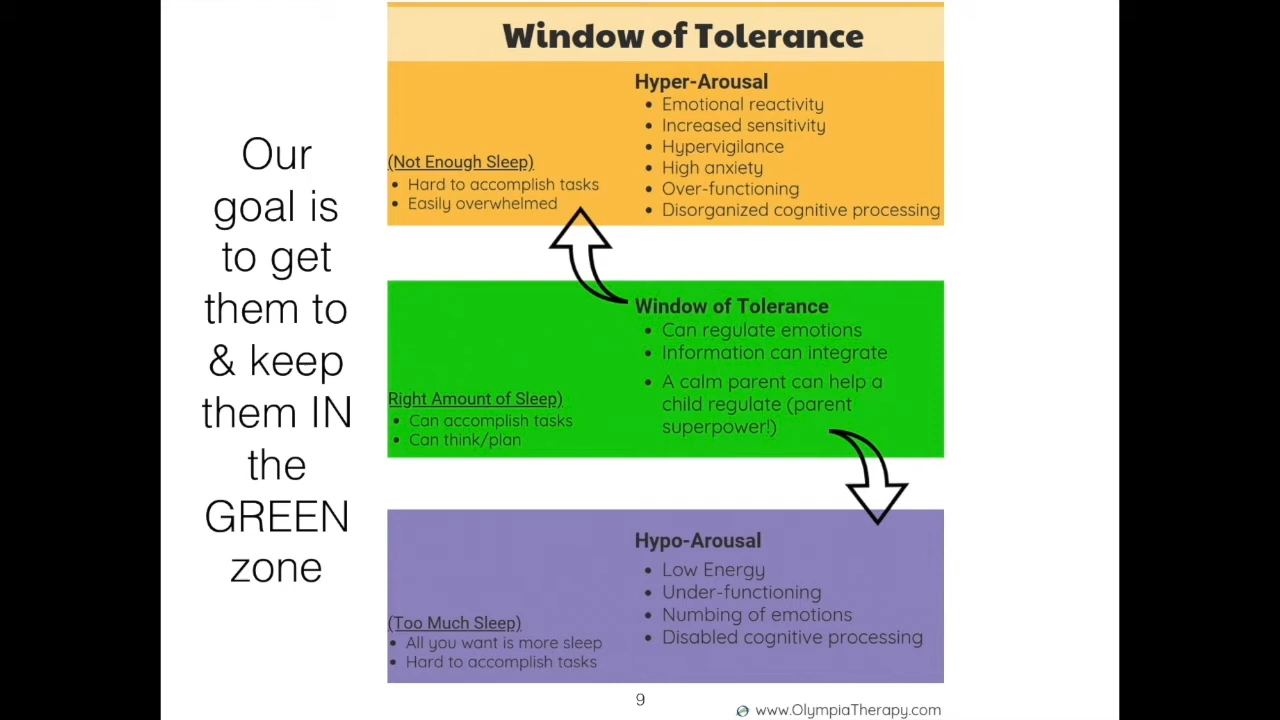 Window of Tolerance
Our
goal is
to get
them to
& keep
them IN
the
GREEN
zone
Hyper-Arousal
• Emotional reactivity
• Increased sensitivity
• Hypervigilance
• High anxiety
• Over-functioning
• Disorganized cognitive processing
(Not Enough Sleep)
• Hard to accomplish tasks
• Easily overwhelmed
Window of Tolerance
• Can regulate emotions
• Information can integrate
• A calm parent can help a
child regulate (parent
superpower!)
Right Amount of Sleep)
• Can accomplish tasks
• Can think/plan
Hypo-Arousal
• Low Energy
• Under-functioning
• Numbing of emotions
• Disabled cognitive processing
(Too Much Sleep)
• All you want is more sleep
• Hard to accomplish tasks
9
www.OlympiaTherapy.com